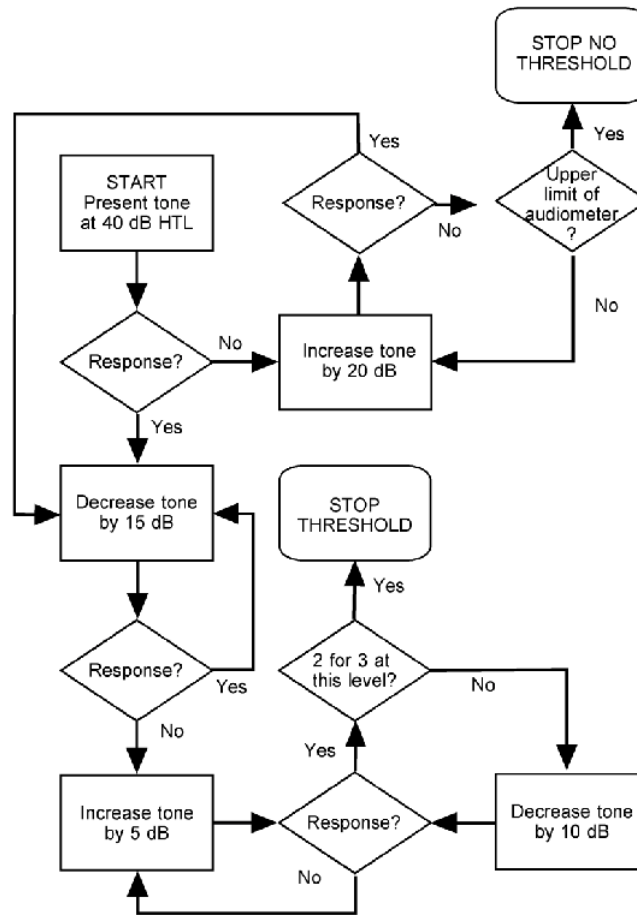 STOP NO
THRESHOLD
Yes
Yes
START
Present tone
at 40 dB HTL
Response?
Upper
limit of
audiometer
?
No
No
Response?
No
Increase tone
by 20 dB
Yes
Decrease tone
by 15 dB
STOP
THRESHOLD
Yes
Response?
Yes
2 for 3 at
this level?
No
No
Yes
Increase tone
by 5 dB
Response?
Decrease tone
by 10 dB
No